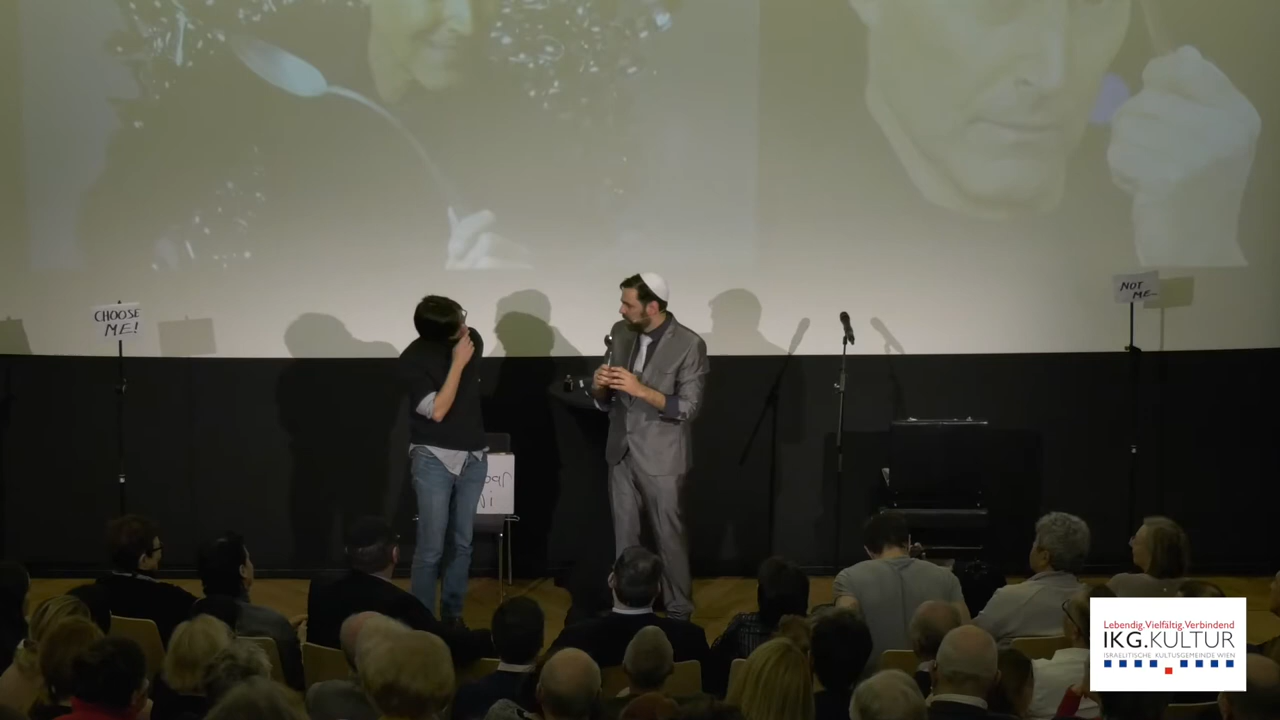 CHOOSE
ME!
NOT
ME
Lebendig.Vielfältig.Verbindend
IKG.KULTUR
ISRAELITISCHE KULTUSGEMEINDE WIEN